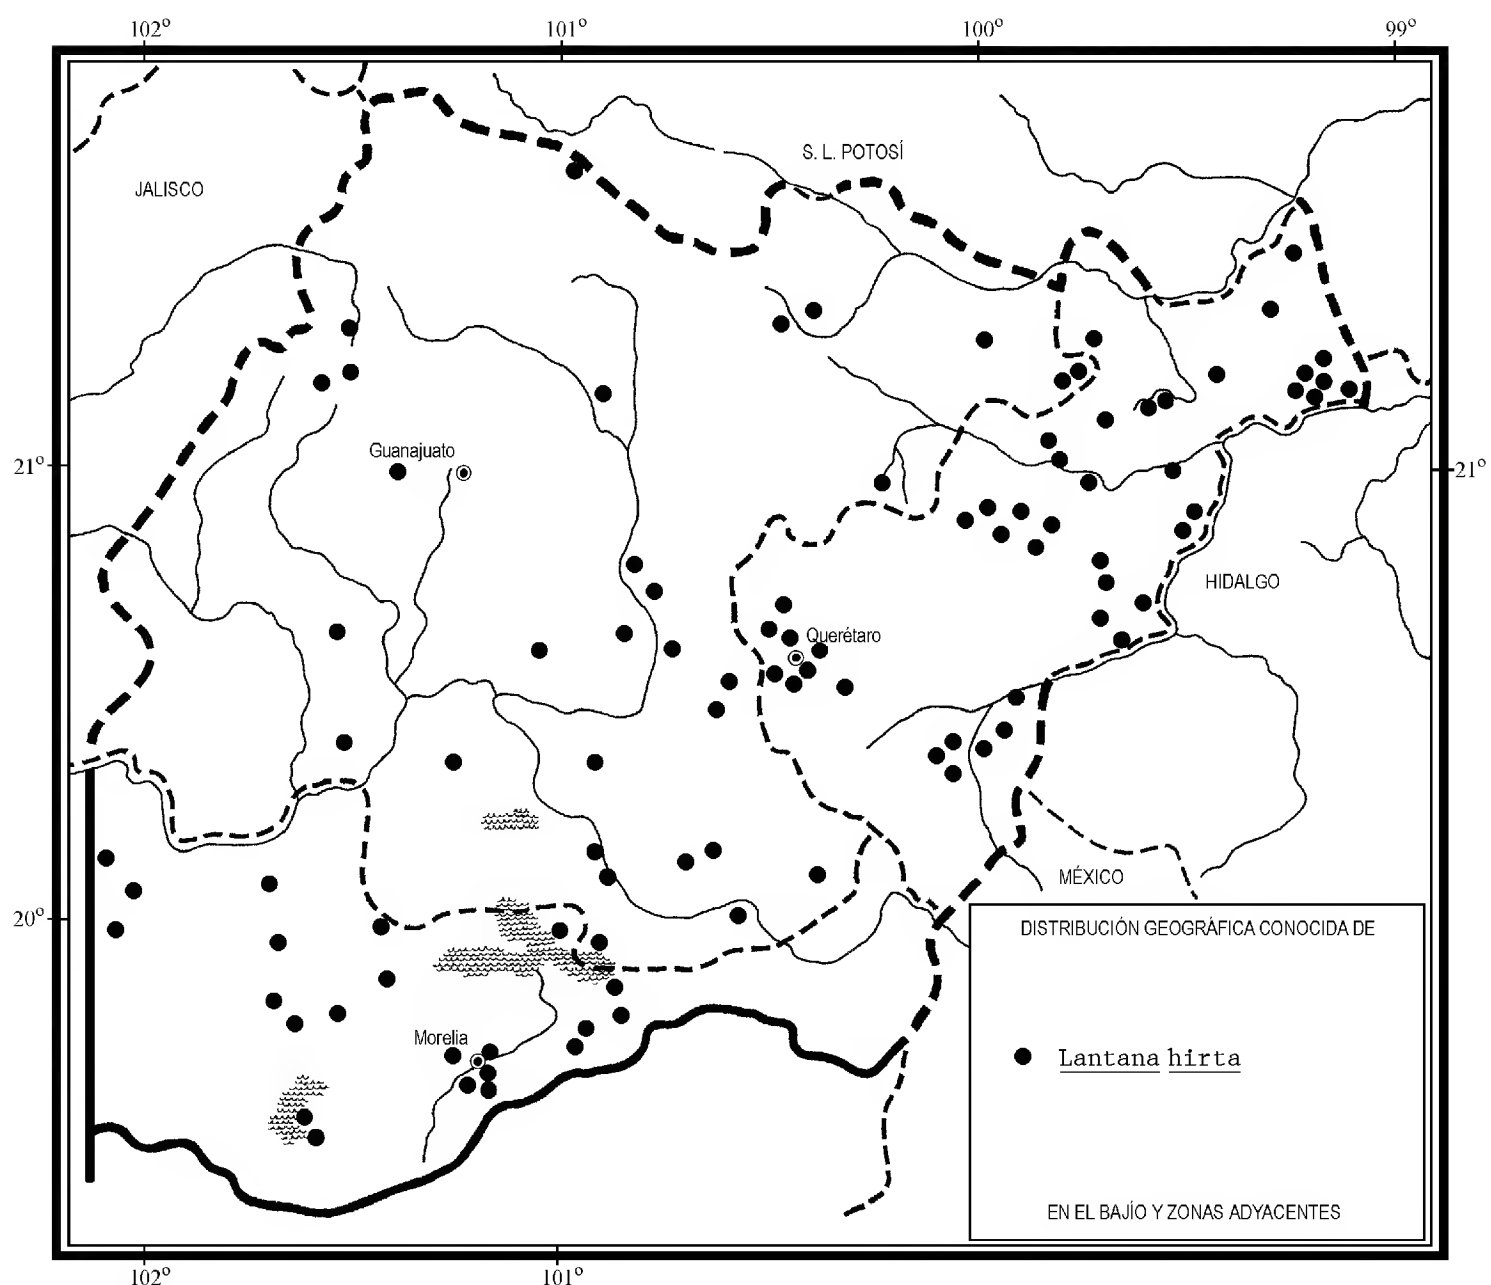 102º
101º
100º
99º
S. L. POTOSÍ
JALISCO
Guanajuato
21º
21º
HIDALGO
Querétaro
MÉXICO
20º
DISTRIBUCIÓN GEOGRÁFICA CONOCIDA DE
Morelia
Lantana hirta
EN EL BAJÍO Y ZONAS ADYACENTES
102º
101º